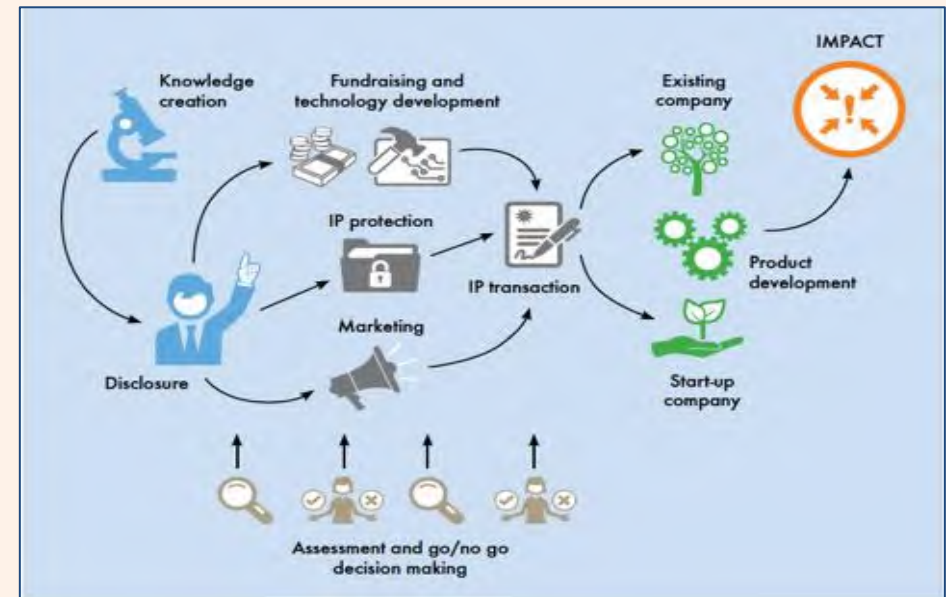 IMPACT
Knowledge
creation
Fundraising and
technology development
Existing
company
IP protection
IP transaction
Product
development
Marketing
Disclosure
Start-up
company
Assessment and go/no go
decision making